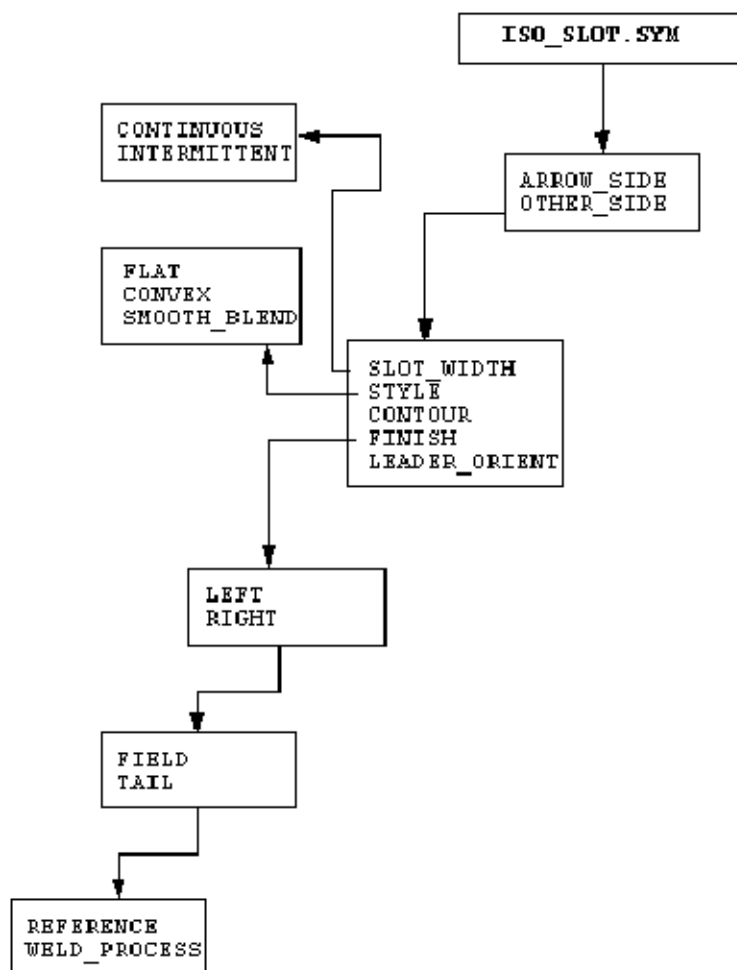 ISO_SLOT.SYM
CONTINUOUS
INTERMITTENT
ARROW_SIDE
OTHER_SIDE
FLAT
CONVEX
SMOOTH_BLEND
SLOT_WIDTH
STYLE
CONTOUR
FINISH
LEADER_ORIENT
LEFT
RIGHT
FIELD
TAIL
REFERENCE
WELD_PROCESS